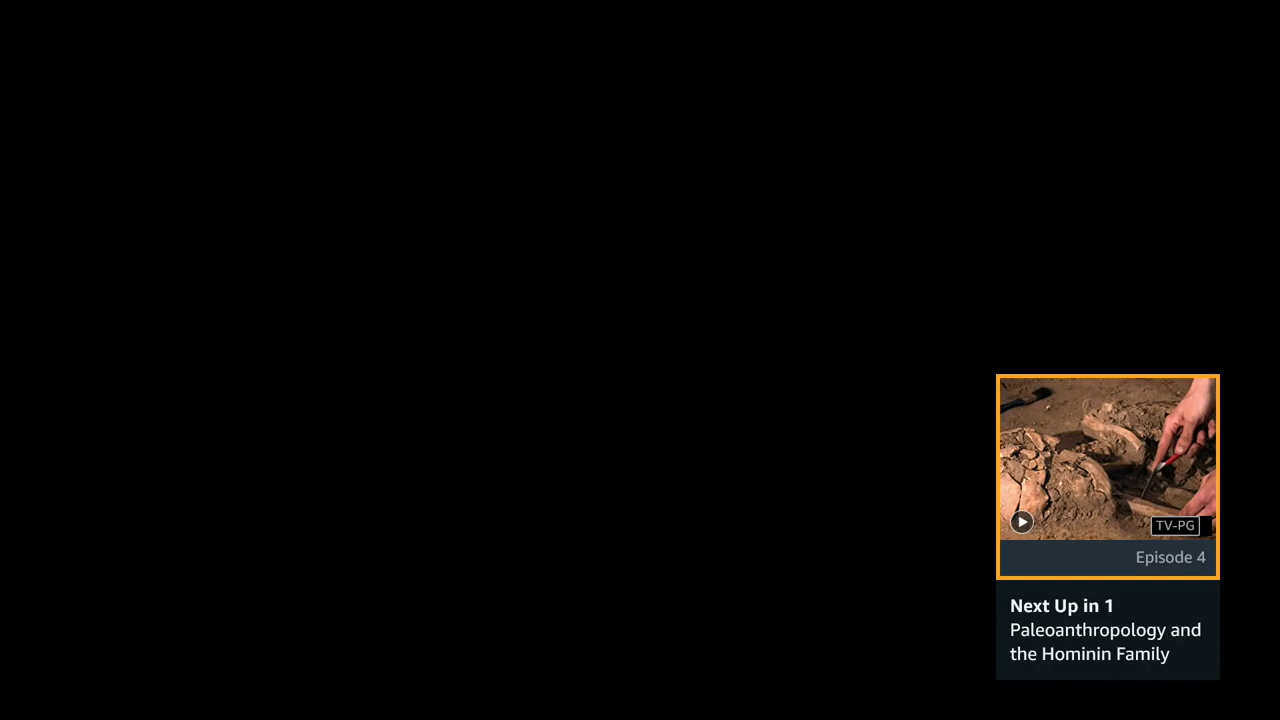 TV-PG
Episode 4
Next Up in 1
Paleoanthropology and
the Hominin Family